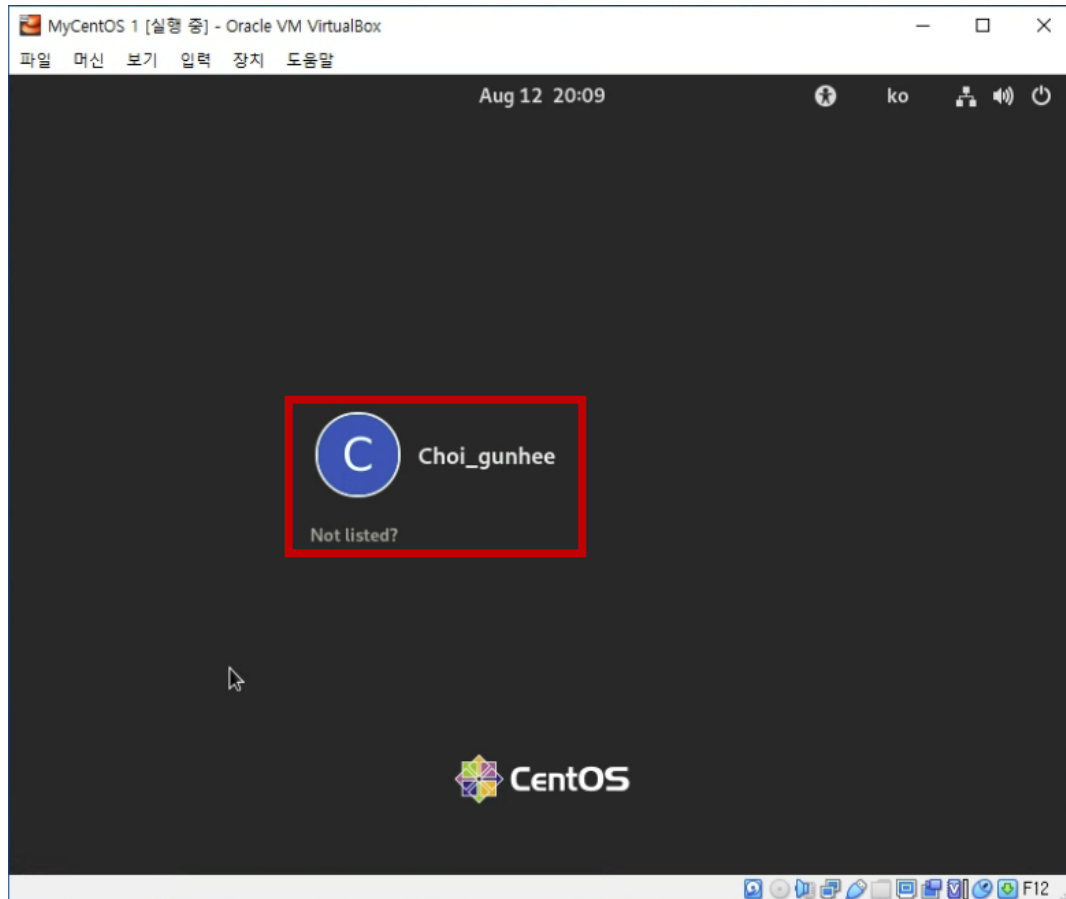 MyCentOS 1 [실행 중] - Oracle VM VirtualBox
파일 머신 보기 입력 장치 도움말
Aug 12 20:09 ko
C Choi_gunhee
Not listed?
CentOS
F12